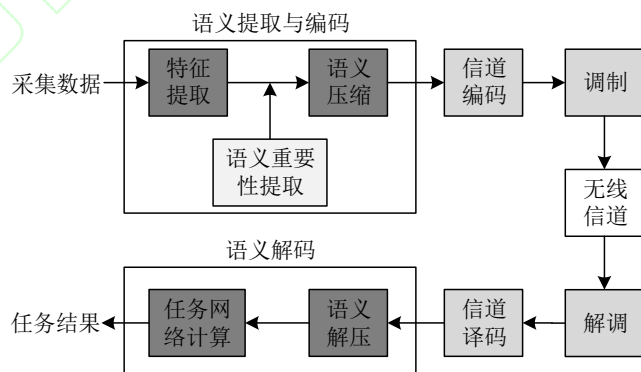 语义提取与编码
采集数据
特征
提取
语义
压缩
信道
编码
调制
语义重要
性提取
无线
信道
语义解码
任务结果
任务网
络计算
语义
解压
信道
译码
解调